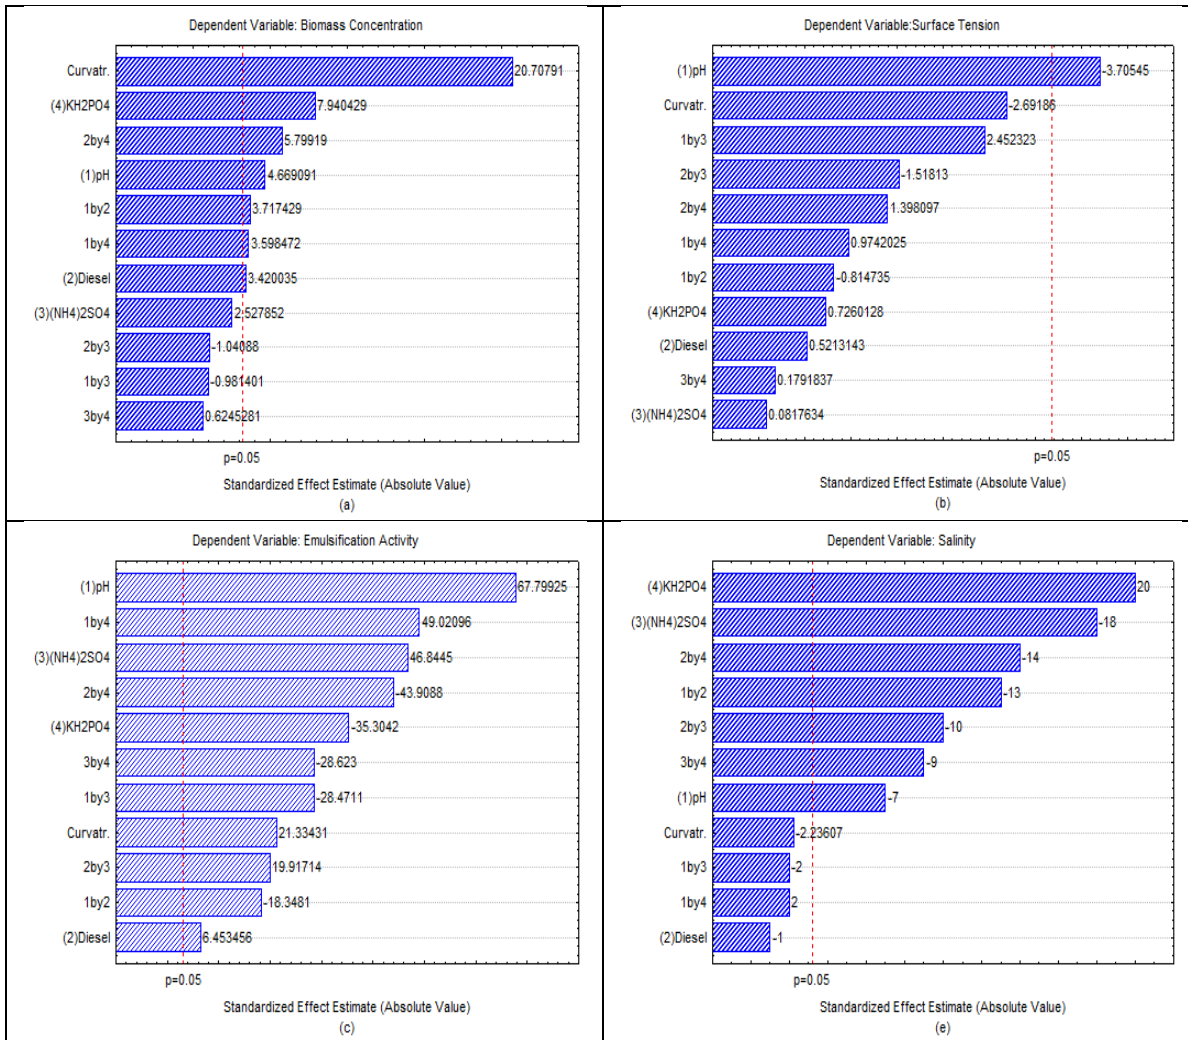 Dependent Variable: Biomass Concentration
Curvatr. 20.70791
(4)KH2PO4 7.940429
2by4 5.79919
(1)pH 4.669091
1by2 3.717429
1by4 3.598472
(2)Diesel 3.420035
(3)(NH4)2SO4 2.527852
2by3 -1.04088
1by3 -0.981401
3by4 0.6245281
p=0.05
Standardized Effect Estimate (Absolute Value)
(a)
Dependent Variable:Surface Tension
(1)pH -3.70545
Curvatr. -2.69186
1by3 2.452323
2by3 -1.51813
2by4 1.398097
1by4 0.9742025
1by2 -0.814735
(4)KH2PO4 0.7260128
(2)Diesel 0.5213143
3by4 0.1791837
(3)(NH4)2SO4 0.0817634
p=0.05
Standardized Effect Estimate (Absolute Value)
(b)
Dependent Variable: Emulsification Activity
(1)pH 67.79925
1by4 49.02096
(3)(NH4)2SO4 46.8445
2by4 -43.9088
(4)KH2PO4 -35.3042
3by4 -28.623
1by3 -28.4711
Curvatr. 21.33431
2by3 19.91714
1by2 -18.3481
(2)Diesel 6.453456
p=0.05
Standardized Effect Estimate (Absolute Value)
(c)
Dependent Variable: Salinity
(4)KH2PO4 20
(3)(NH4)2SO4 -18
2by4 -14
1by2 -13
2by3 -10
3by4 -9
(1)pH -7
Curvatr. -2.23607
1by3 -2
1by4 2
(2)Diesel -1
p=0.05
Standardized Effect Estimate (Absolute Value)
(e)